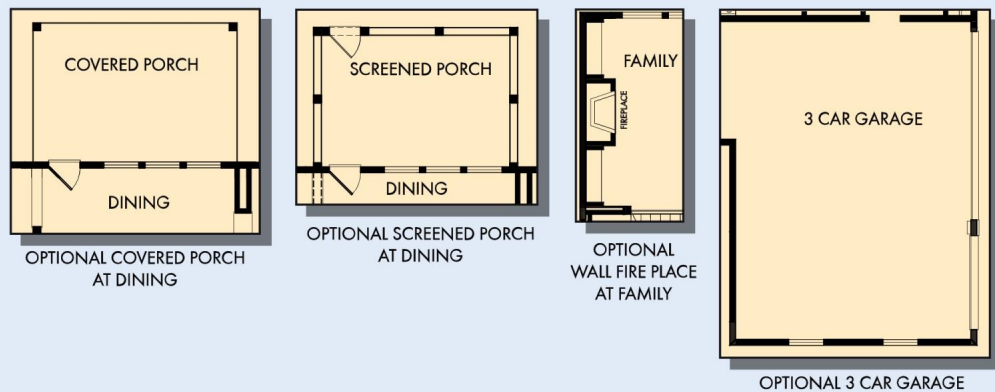 COVERED PORCH
DINING
OPTIONAL COVERED PORCH
AT DINING
SCREENED PORCH
DINING
OPTIONAL SCREENED PORCH
AT DINING
FAMILY
FIREPLACE
OPTIONAL
WALL FIRE PLACE
AT FAMILY
3 CAR GARAGE
OPTIONAL 3 CAR GARAGE